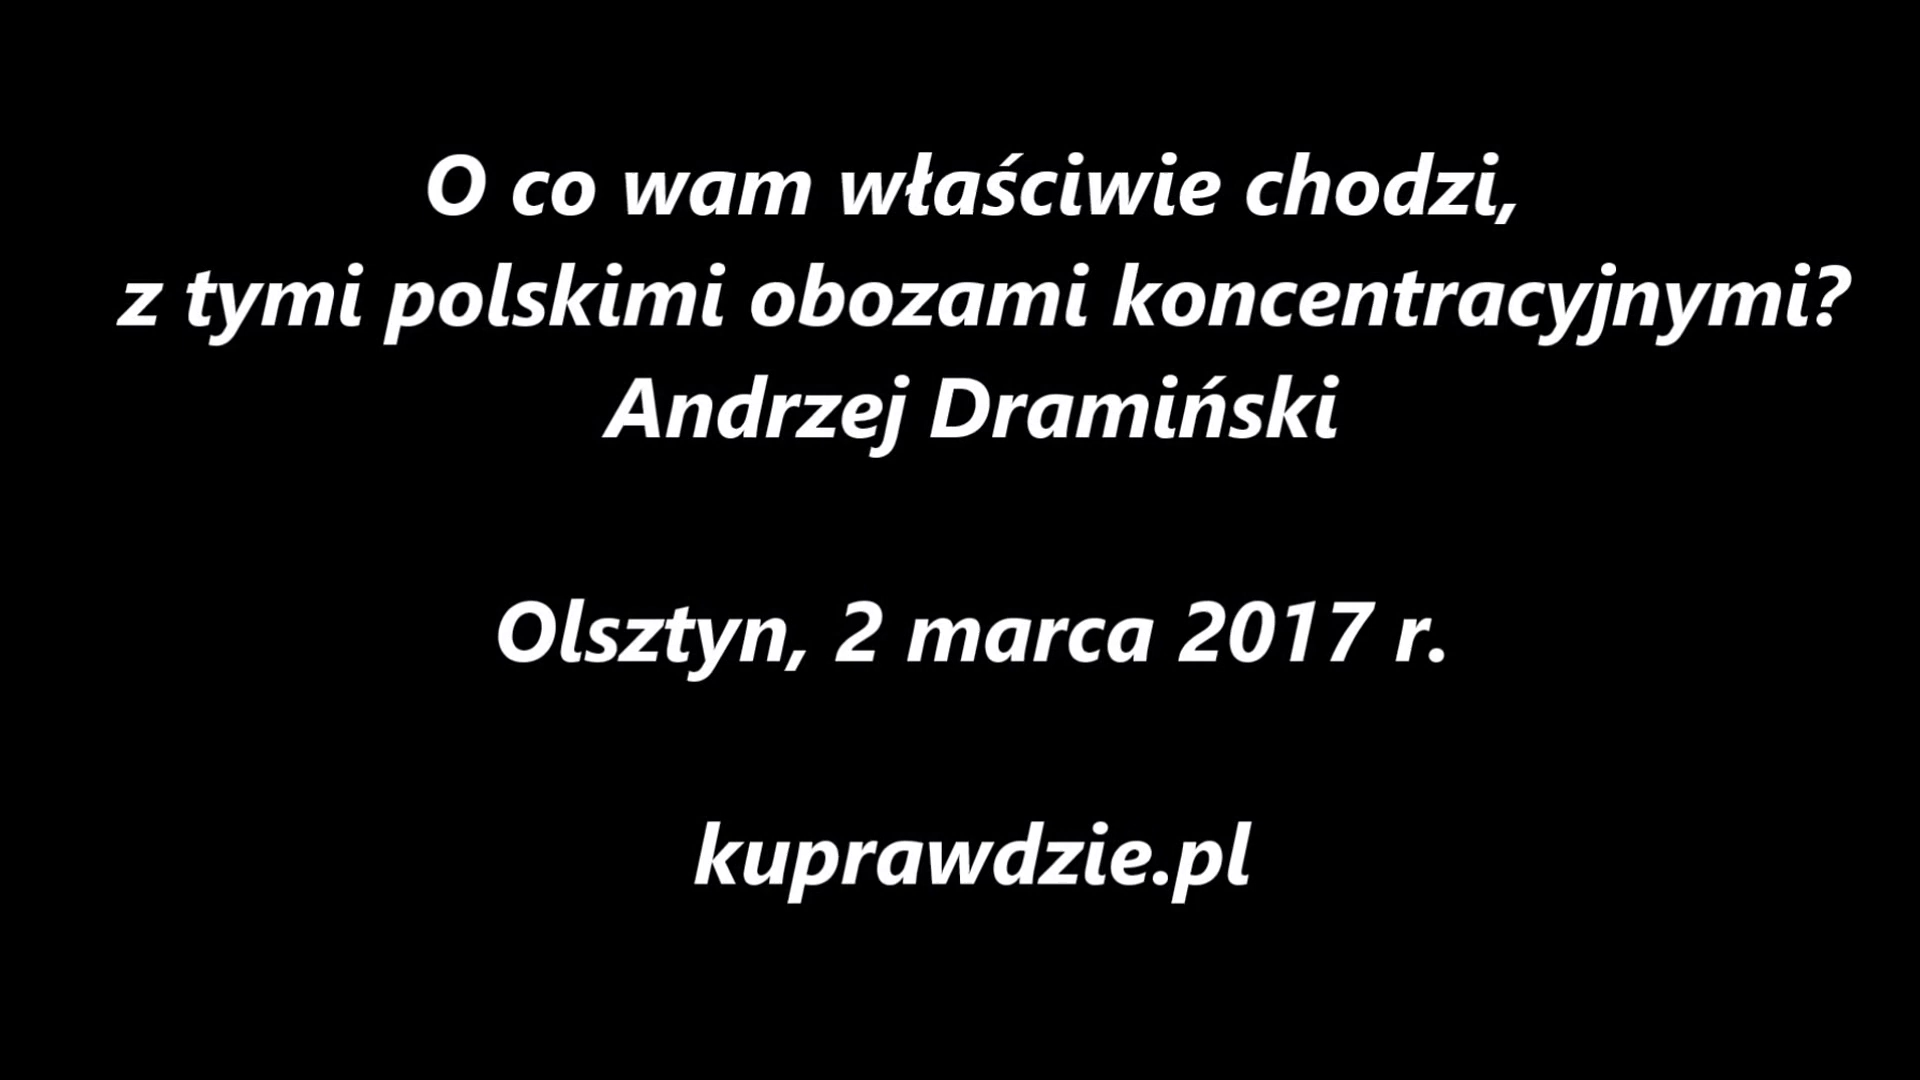 O co wam właściwie chodzi,
z tymi polskimi obozami koncentracyjnymi?
Andrzej Dramiński
Olsztyn, 2 marca 2017 r.
kuprawdzie.pl